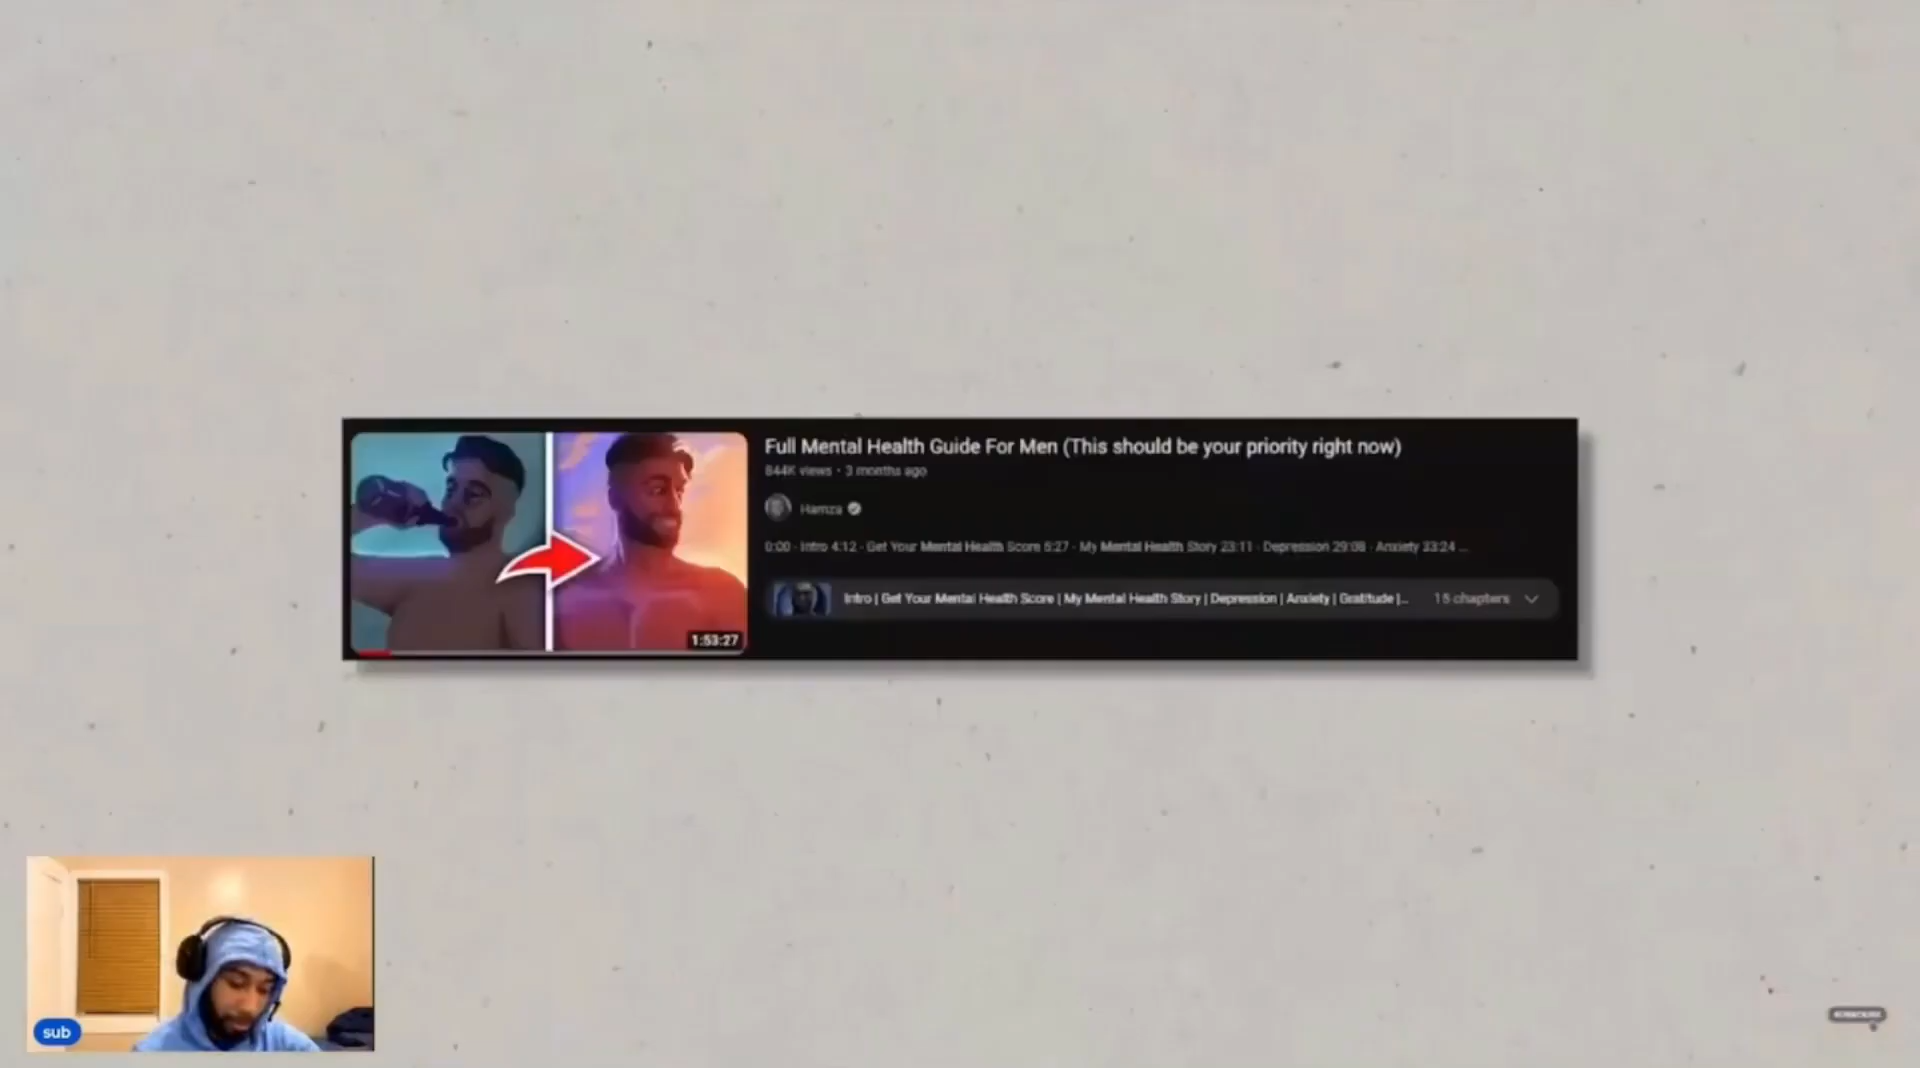 Full Mental Health Guide For Men (This should be your priority right now)
844K views • 3 months ago
Hamza
0:00 - Intro 4:12 - Get Your Mental Health Score 6:27 - My Mental Health Story 23:11 - Depression 29:08 - Anxiety 33:24 ...
Intro | Get Your Mental Health Score | My Mental Health Story | Depression | Anxiety | Gratitude |... 15 chapters
1:53:27
sub